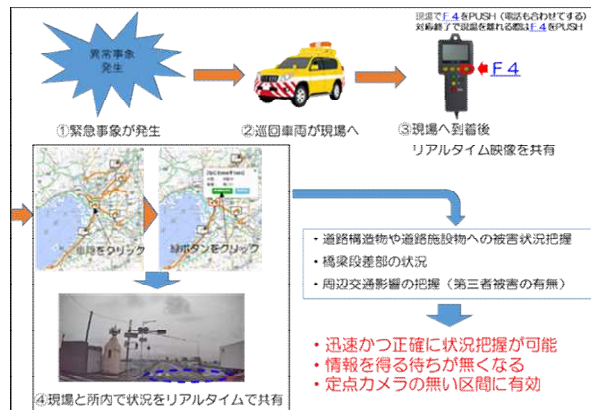 異常事象
発生
現場でF4をPUSH（電話も合わせてする）
対応終了で現場を離れる際はF4をPUSH
F4
①緊急事象が発生
②巡回車両が現場へ
③現場へ到着後
リアルタイム映像を共有
車両をクリック
緑ボタンをクリック
・道路構造物や道路施設物への被害状況把握
・橋梁段差部の状況
・周辺交通影響の把握（第三者被害の有無）
・迅速かつ正確に状況把握が可能
・情報を得る待ちが無くなる
・定点カメラの無い区間に有効
④現場と所内で状況をリアルタイムで共有